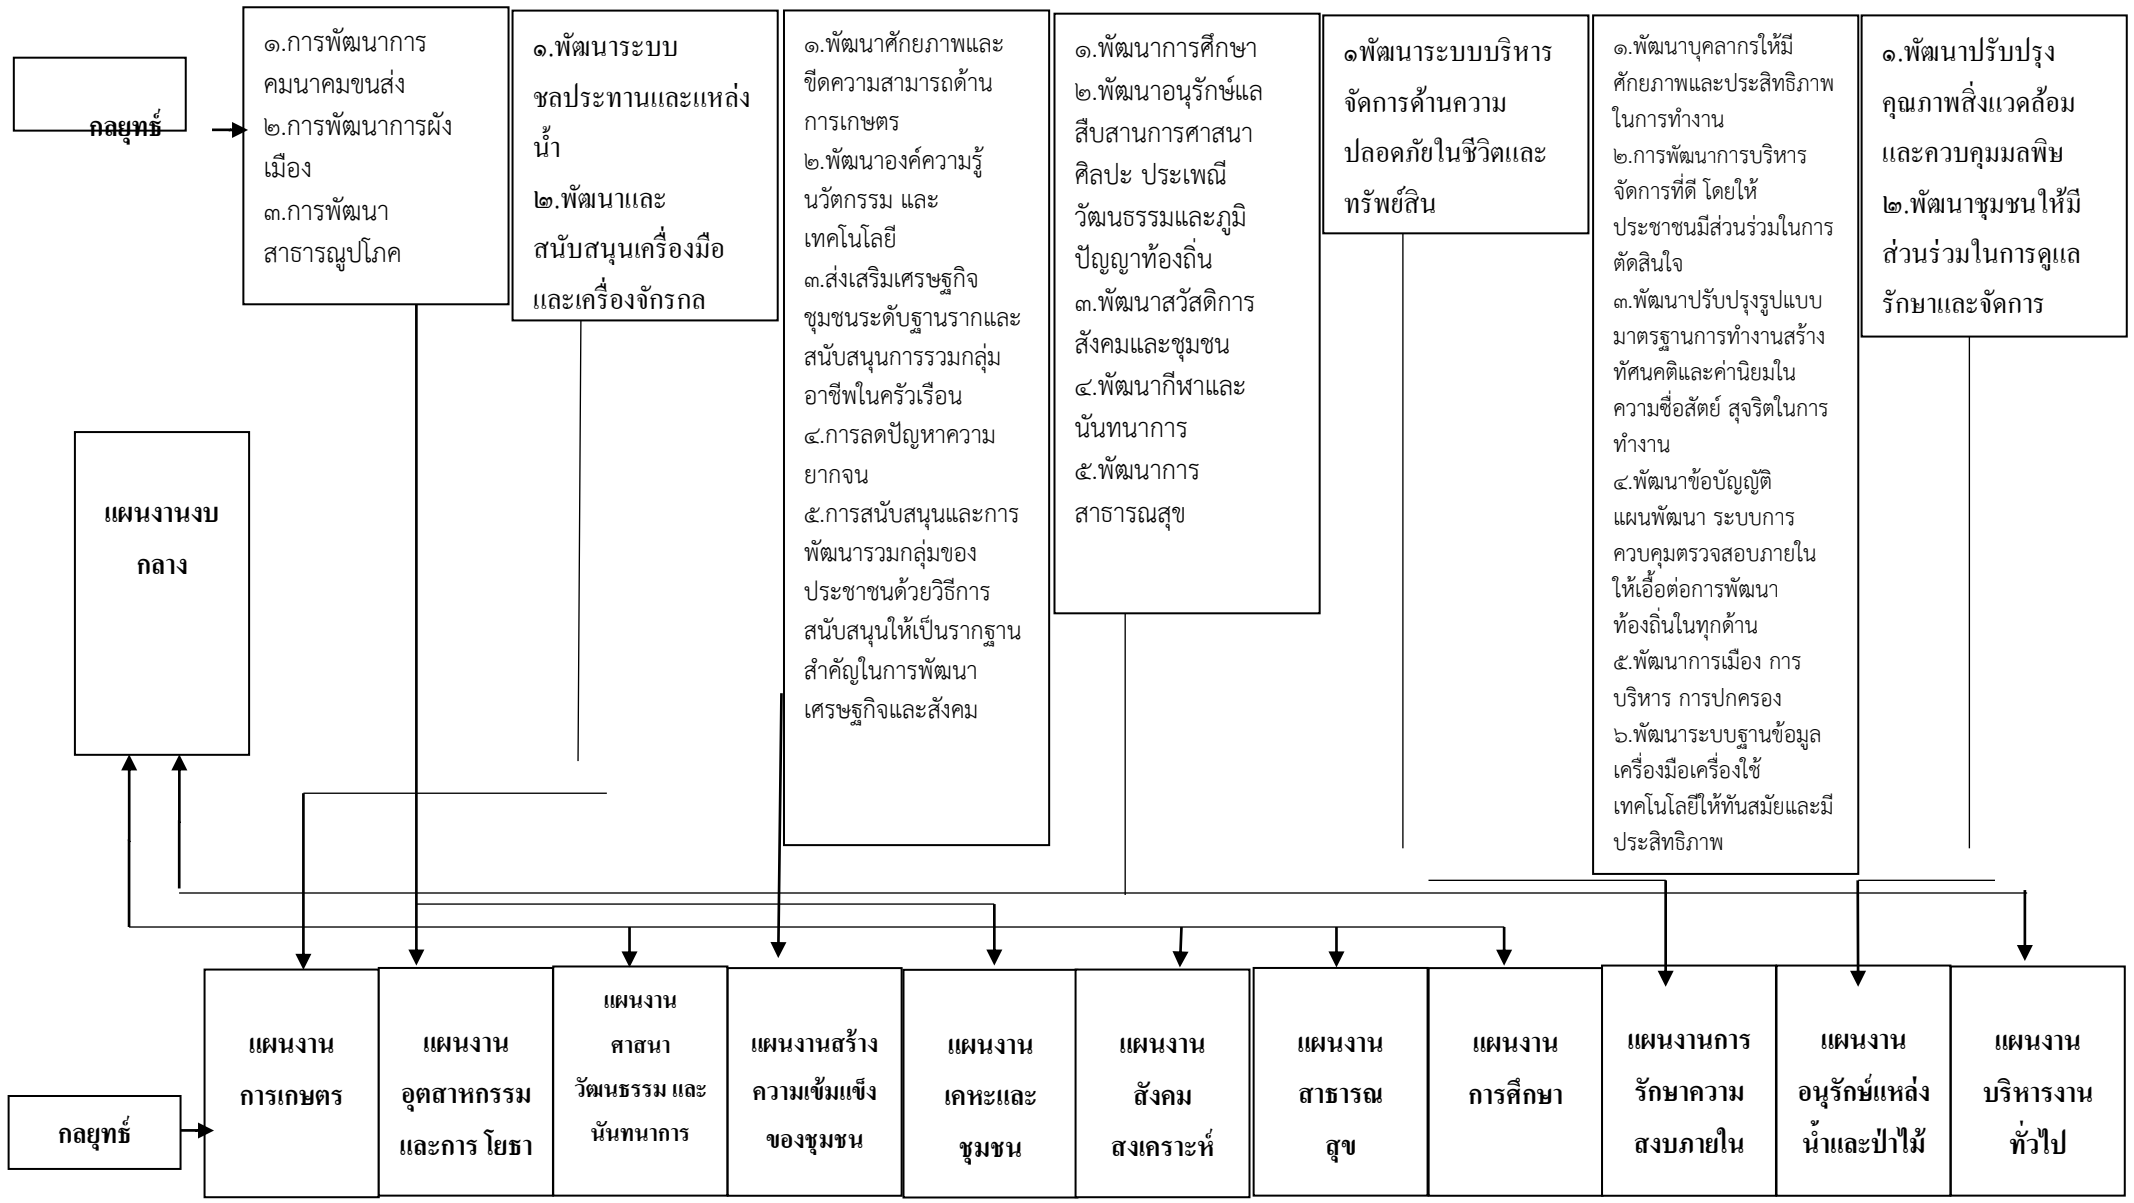 กลยุทธ์
๑.การพัฒนาการ
คมนาคมขนส่ง
๒.การพัฒนาการผัง
เมือง
๓.การพัฒนา
สาธารณูปโภค
๑.พัฒนาระบบ
ชลประทานและแหล่ง
น้ำ
๒.พัฒนาและ
สนับสนุนเครื่องมือ
และเครื่องจักรกล
๑.พัฒนาศักยภาพและ
ขีดความสามารถด้าน
การเกษตร
๒.พัฒนาองค์ความรู้
นวัตกรรม และ
เทคโนโลยี
๓.ส่งเสริมเศรษฐกิจ
ชุมชนระดับฐานรากและ
สนับสนุนการรวมกลุ่ม
อาชีพในครัวเรือน
๔.การลดปัญหาความ
ยากจน
๕.การสนับสนุนและการ
พัฒนารวมกลุ่มของ
ประชาชนด้วยวิธีการ
สนับสนุนให้เป็นรากฐาน
สำคัญในการพัฒนา
เศรษฐกิจและสังคม
๑.พัฒนาการศึกษา
๒.พัฒนาอนุรักษ์แล
สืบสานการศาสนา
ศิลปะ ประเพณี
วัฒนธรรมและภูมิ
ปัญญาท้องถิ่น
๓.พัฒนาสวัสดิการ
สังคมและชุมชน
๔.พัฒนากีฬาและ
นันทนาการ
๕.พัฒนาการ
สาธารณสุข
๑พัฒนาระบบบริหาร
จัดการด้านความ
ปลอดภัยในชีวิตและ
ทรัพย์สิน
๑.พัฒนาบุคลากรให้มี
ศักยภาพและประสิทธิภาพ
ในการทำงาน
๒.การพัฒนาการบริหาร
จัดการที่ดี โดยให้
ประชาชนมีส่วนร่วมในการ
ตัดสินใจ
๓.พัฒนาปรับปรุงรูปแบบ
มาตรฐานการทำงานสร้าง
ทัศนคติและค่านิยมใน
ความซื่อสัตย์ สุจริตในการ
ทำงาน
๔.พัฒนาข้อบัญญัติ
แผนพัฒนา ระบบการ
ควบคุมตรวจสอบภายใน
ให้เอื้อต่อการพัฒนา
ท้องถิ่นในทุกด้าน
๕.พัฒนาการเมือง การ
บริหาร การปกครอง
๖.พัฒนาระบบฐานข้อมูล
เครื่องมือเครื่องใช้
เทคโนโลยีให้ทันสมัยและมี
ประสิทธิภาพ
๑.พัฒนาปรับปรุง
คุณภาพสิ่งแวดล้อม
และควบคุมมลพิษ
๒.พัฒนาชุมชนให้มี
ส่วนร่วมในการดูแล
รักษาและจัดการ
แผนงานงบ
กลาง
กลยุทธ์
แผนงาน
การเกษตร
แผนงาน
อุตสาหกรรม
และการ โยธา
แผนงาน
ศาสนา
วัฒนธรรม และ
นันทนาการ
แผนงานสร้าง
ความเข้มแข็ง
ของชุมชน
แผนงาน
เคหะและ
ชุมชน
แผนงาน
สังคม
สงเคราะห์
แผนงาน
สาธารณ
สุข
แผนงาน
การศึกษา
แผนงานการ
รักษาความ
สงบภายใน
แผนงาน
อนุรักษ์แหล่ง
น้ำและป่าไม้
แผนงาน
บริหารงาน
ทั่วไป